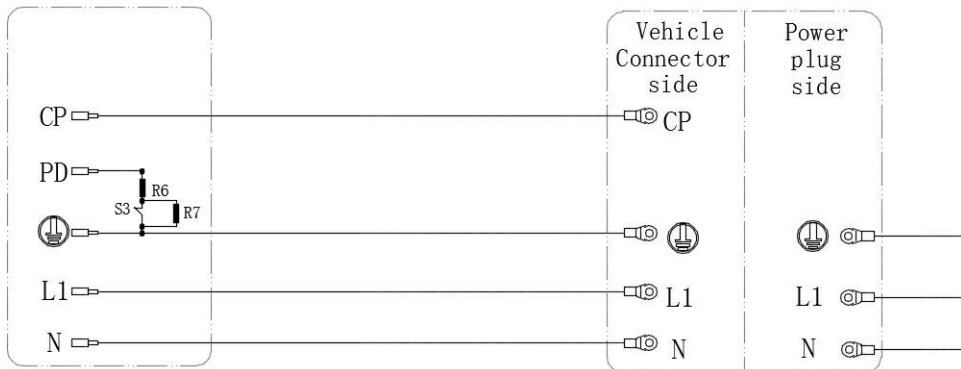 Vehicle
Connector
side
Power
plug
side
CP
CP
PD
R6
S3
R7
L1
L1
L1
N
N
N